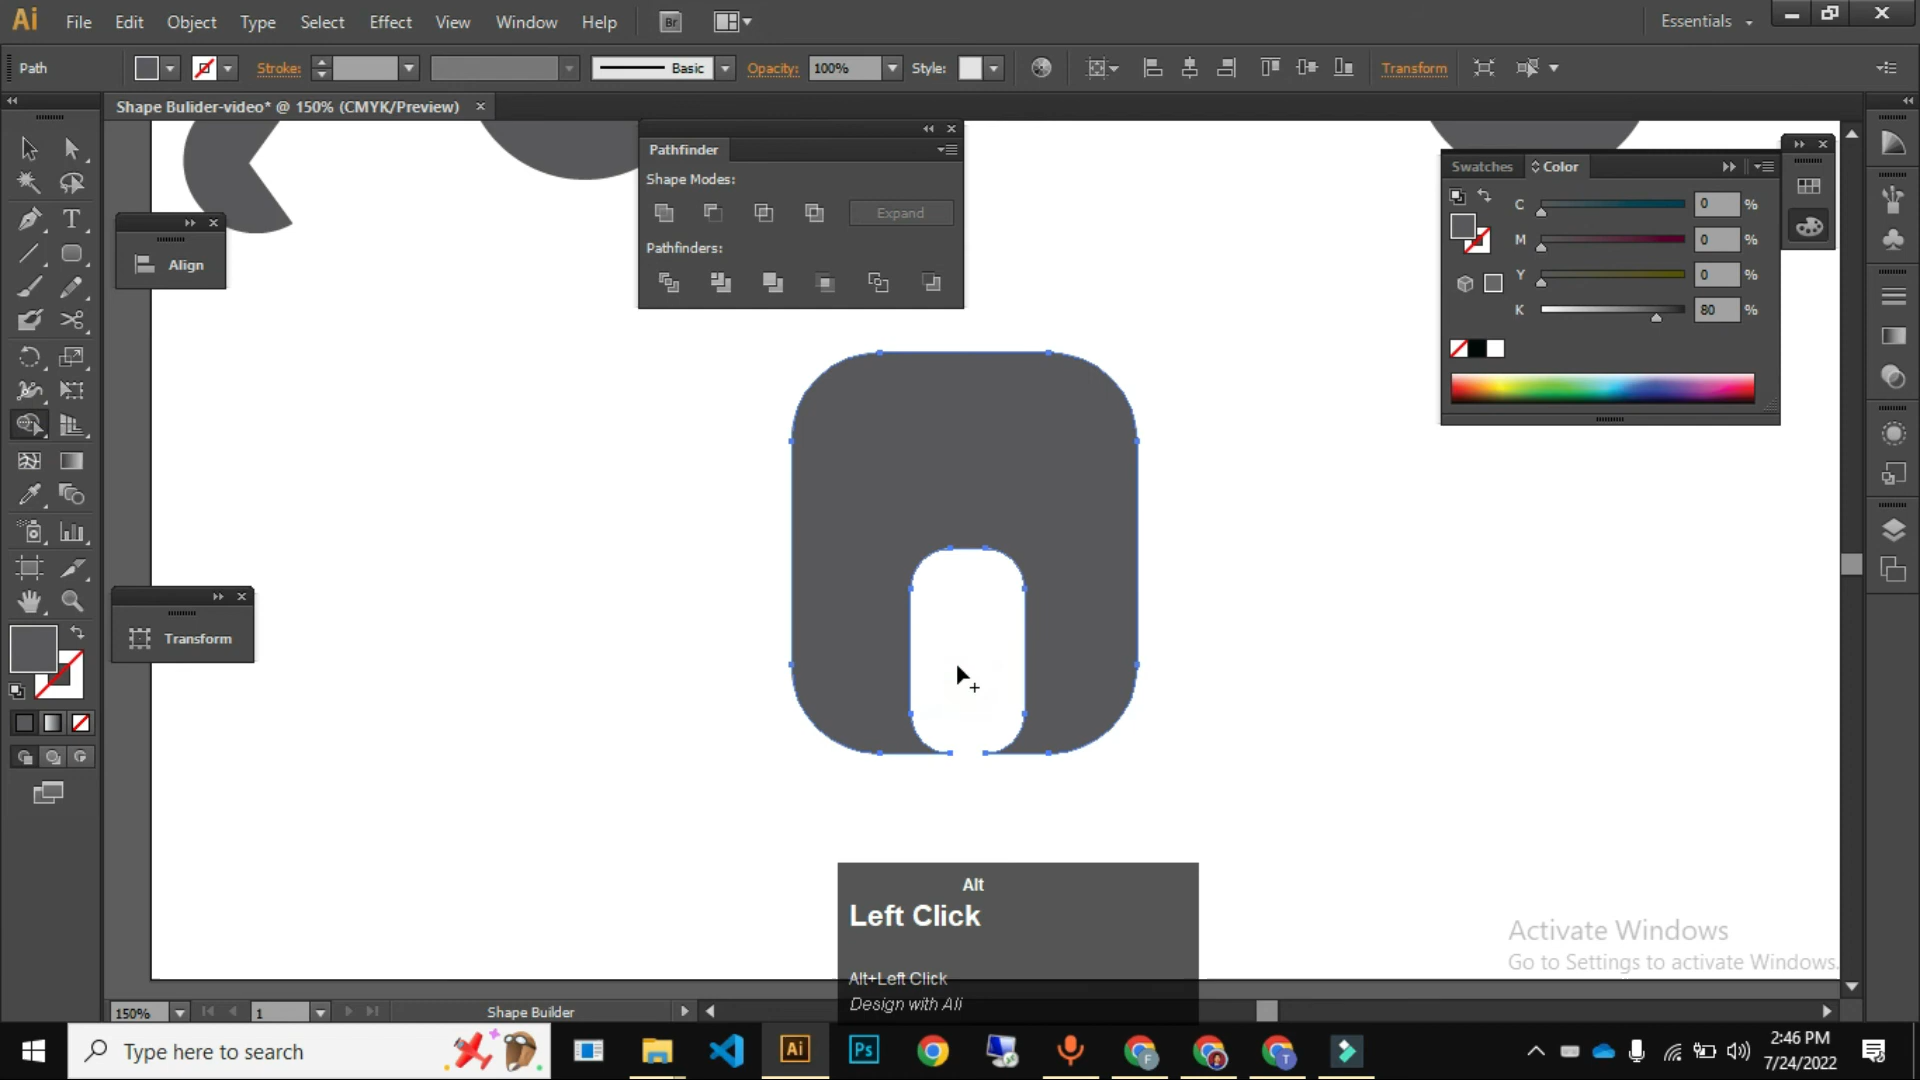 Ai File Edit Object Type Select Effect View Window Help Br Essentials
Path Stroke: Basic Opacity: 100% Style: Transform
Shape Bulider-video* @ 150% (CMYK/Preview)
Pathfinder
Shape Modes:
Expand
Pathfinders:
Swatches Color
C 0 %
M 0 %
Y 0 %
K 80 %
Align
Transform
Alt
Left Click
Alt+Left Click
Design with Ali
Activate Windows
Go to Settings to activate Windows.
150% 1 Shape Builder
Type here to search
Ai Ps F T
2:46 PM
7/24/2022